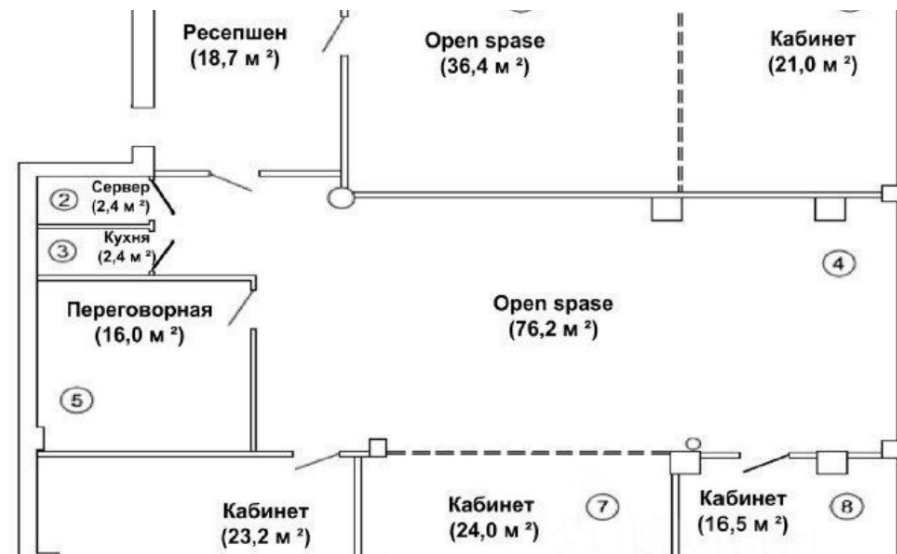 Ресепшен
(18,7 м ²)
Open spase
(36,4 м ²)
Кабинет
(21,0 м ²)
2
Сервер
(2,4 м ²)
3
Кухня
(2,4 м ²)
4
Переговорная
(16,0 м ²)
Open spase
(76,2 м ²)
5
Кабинет
(23,2 м ²)
Кабинет
(24,0 м ²)
7
Кабинет
(16,5 м ²)
8